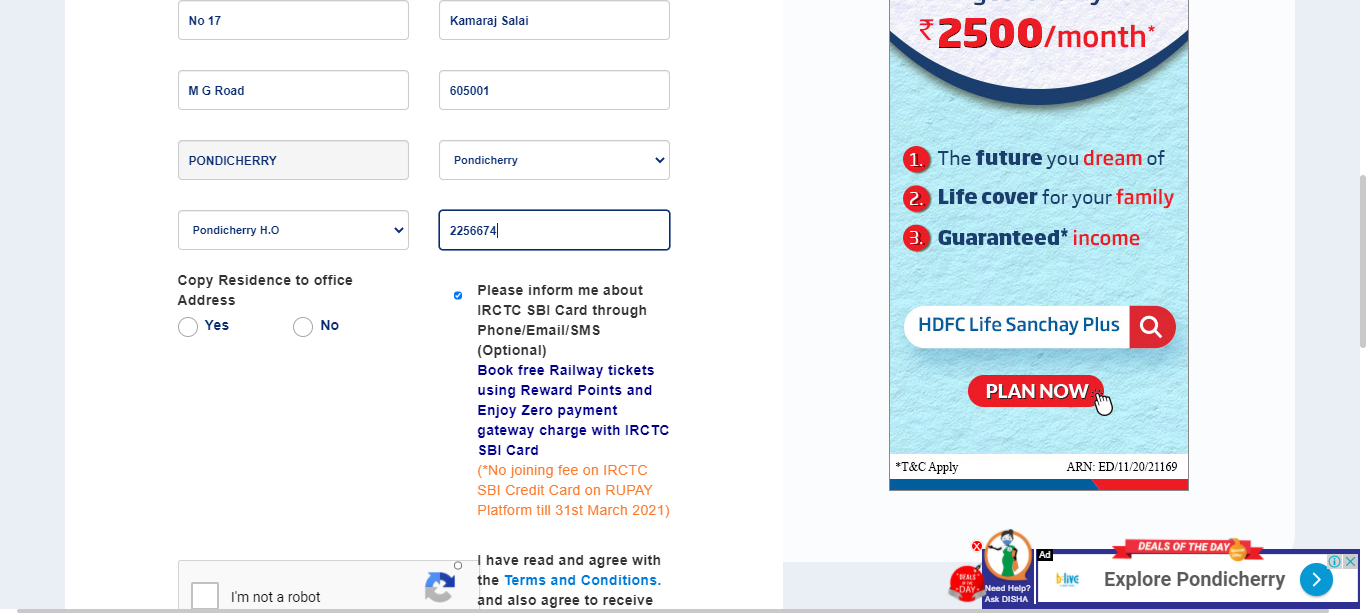 No 17
Kamaraj Salai
M G Road
605001
PONDICHERRY
Pondicherry
Pondicherry H.O
2256674
Copy Residence to office
Address
Yes
No
Please inform me about
IRCTC SBI Card through
Phone/Email/SMS
(Optional)
Book free Railway tickets
using Reward Points and
Enjoy Zero payment
gateway charge with IRCTC
SBI Card
(*No joining fee on IRCTC
SBI Credit Card on RUPAY
Platform till 31st March 2021)
I'm not a robot
I have read and agree with
the Terms and Conditions.
and also agree to receive
₹2500/month*
1. The future you dream of
2. Life cover for your family
3. Guaranteed* income
HDFC Life Sanchay Plus
PLAN NOW
*T&C Apply
ARN: ED/11/20/21169
DEALS OF THE DAY
Need Help?
Ask DISHA
Ad
DEALS OF THE DAY
b-live
Explore Pondicherry